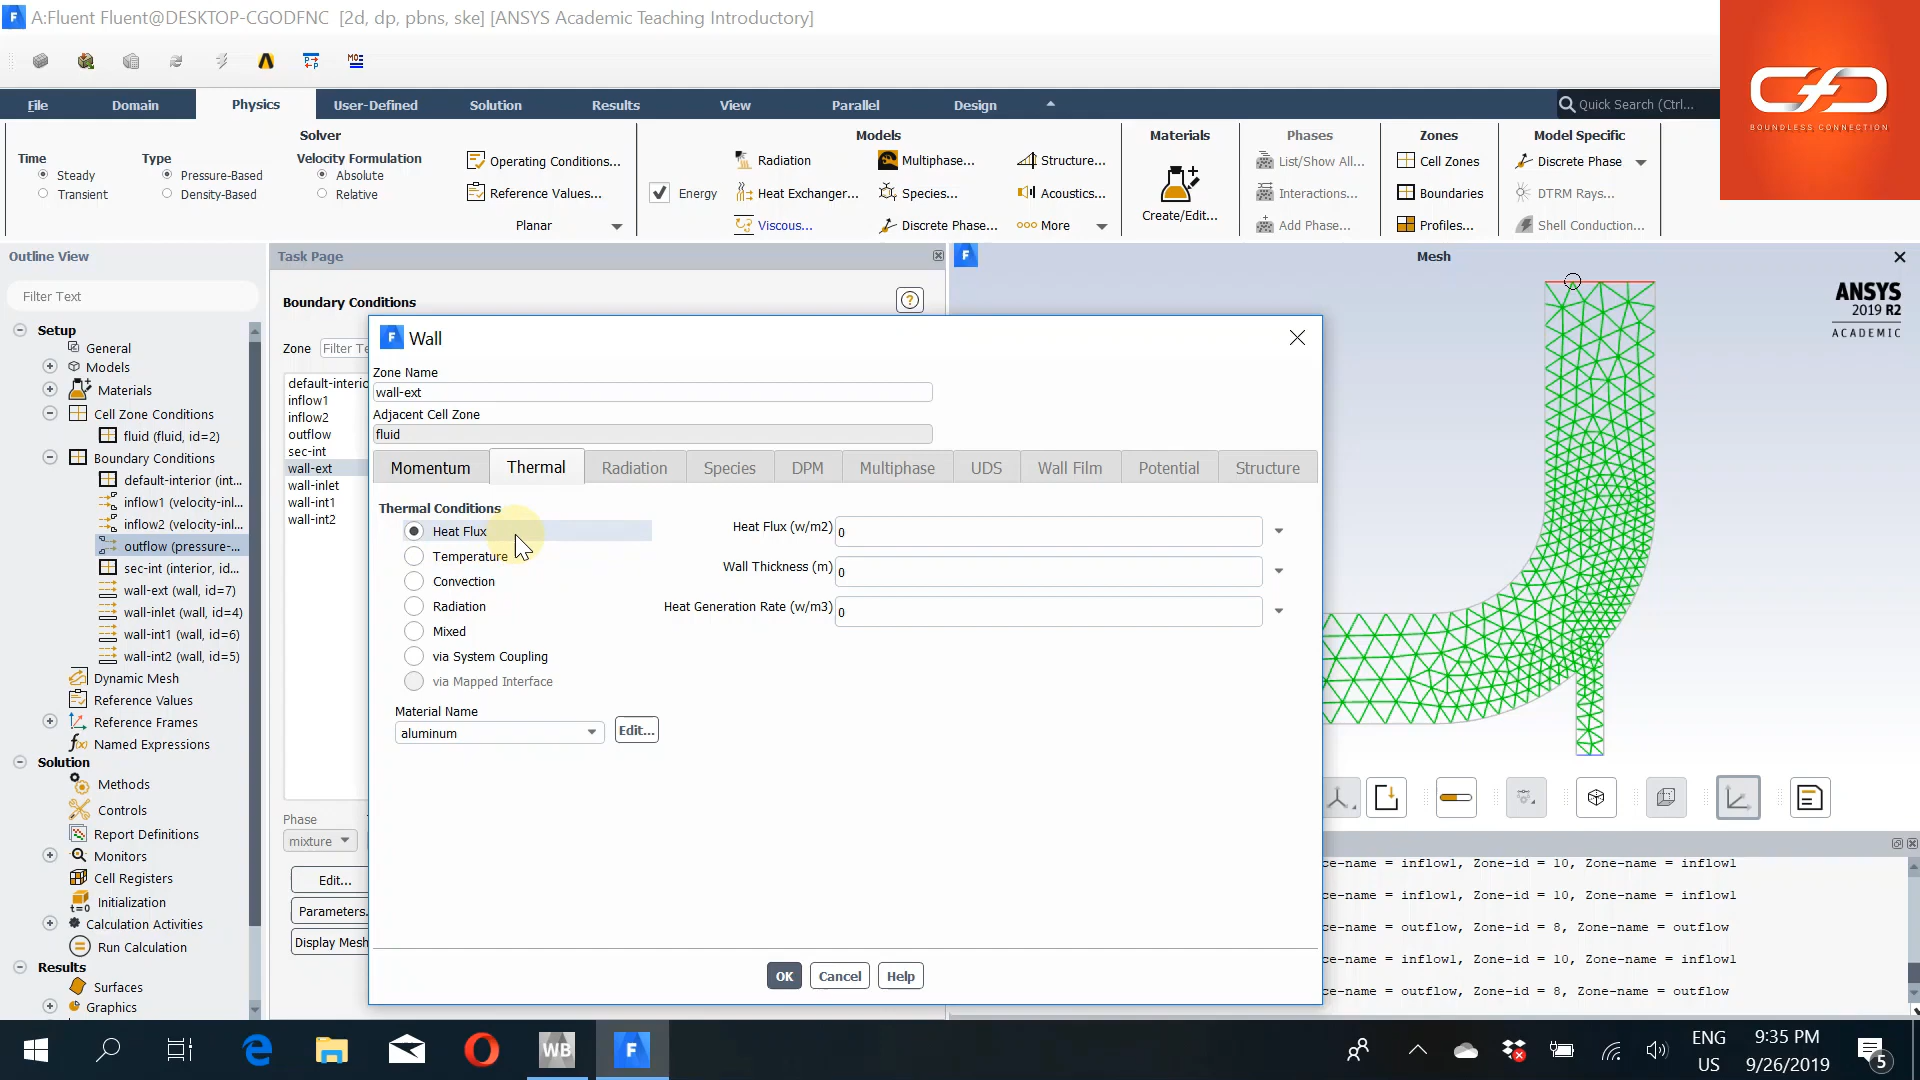 A:Fluent Fluent@DESKTOP-CGODFNC [2d, dp, pbns, ske] [ANSYS Academic Teaching Introductory]
BOUNDLESS CONNECTION
File Domain Physics User-Defined Solution Results View Parallel Design Quick Search (Ctrl...
Solver Models Materials Phases Zones Model Specific
Time Type Velocity Formulation
Steady Pressure-Based Absolute
Transient Density-Based Relative
Planar
Operating Conditions...
Reference Values...
Energy
Radiation Multiphase... Structure...
Heat Exchanger... Species... Acoustics...
Viscous... Discrete Phase... More
Create/Edit...
List/Show All...
Interactions...
Add Phase...
Cell Zones
Boundaries
Profiles...
Discrete Phase
DTRM Rays...
Shell Conduction...
Outline View
Filter Text
Setup
General
Models
Materials
Cell Zone Conditions
fluid (fluid, id=2)
Boundary Conditions
default-interior (int...
inflow1 (velocity-inl...
inflow2 (velocity-inl...
outflow (pressure-...
sec-int (interior, id...
wall-ext (wall, id=7)
wall-inlet (wall, id=4)
wall-int1 (wall, id=6)
wall-int2 (wall, id=5)
Dynamic Mesh
Reference Values
Reference Frames
Named Expressions
Solution
Methods
Controls
Report Definitions
Monitors
Cell Registers
t=0 Initialization
Calculation Activities
Run Calculation
Results
Surfaces
Graphics
Task Page
Boundary Conditions
Zone Filter Te
default-interio
inflow1
inflow2
outflow
sec-int
wall-ext
wall-inlet
wall-int1
wall-int2
Phase
mixture
Edit...
Parameters.
Display Mesh
Wall
Zone Name
wall-ext
Adjacent Cell Zone
fluid
Momentum Thermal Radiation Species DPM Multiphase UDS Wall Film Potential Structure
Thermal Conditions
Heat Flux
Temperature
Convection
Radiation
Mixed
via System Coupling
via Mapped Interface
Heat Flux (w/m2) 0
Wall Thickness (m) 0
Heat Generation Rate (w/m3) 0
Material Name
aluminum Edit...
OK Cancel Help
Mesh
ANSYS
2019 R2
ACADEMIC
ce-name = inflow1, Zone-id = 10, Zone-name = inflow1
ce-name = inflow1, Zone-id = 10, Zone-name = inflow1
ce-name = outflow, Zone-id = 8, Zone-name = outflow
ce-name = inflow1, Zone-id = 10, Zone-name = inflow1
ce-name = outflow, Zone-id = 8, Zone-name = outflow
WB
F
ENG
US
9:35 PM
9/26/2019
5